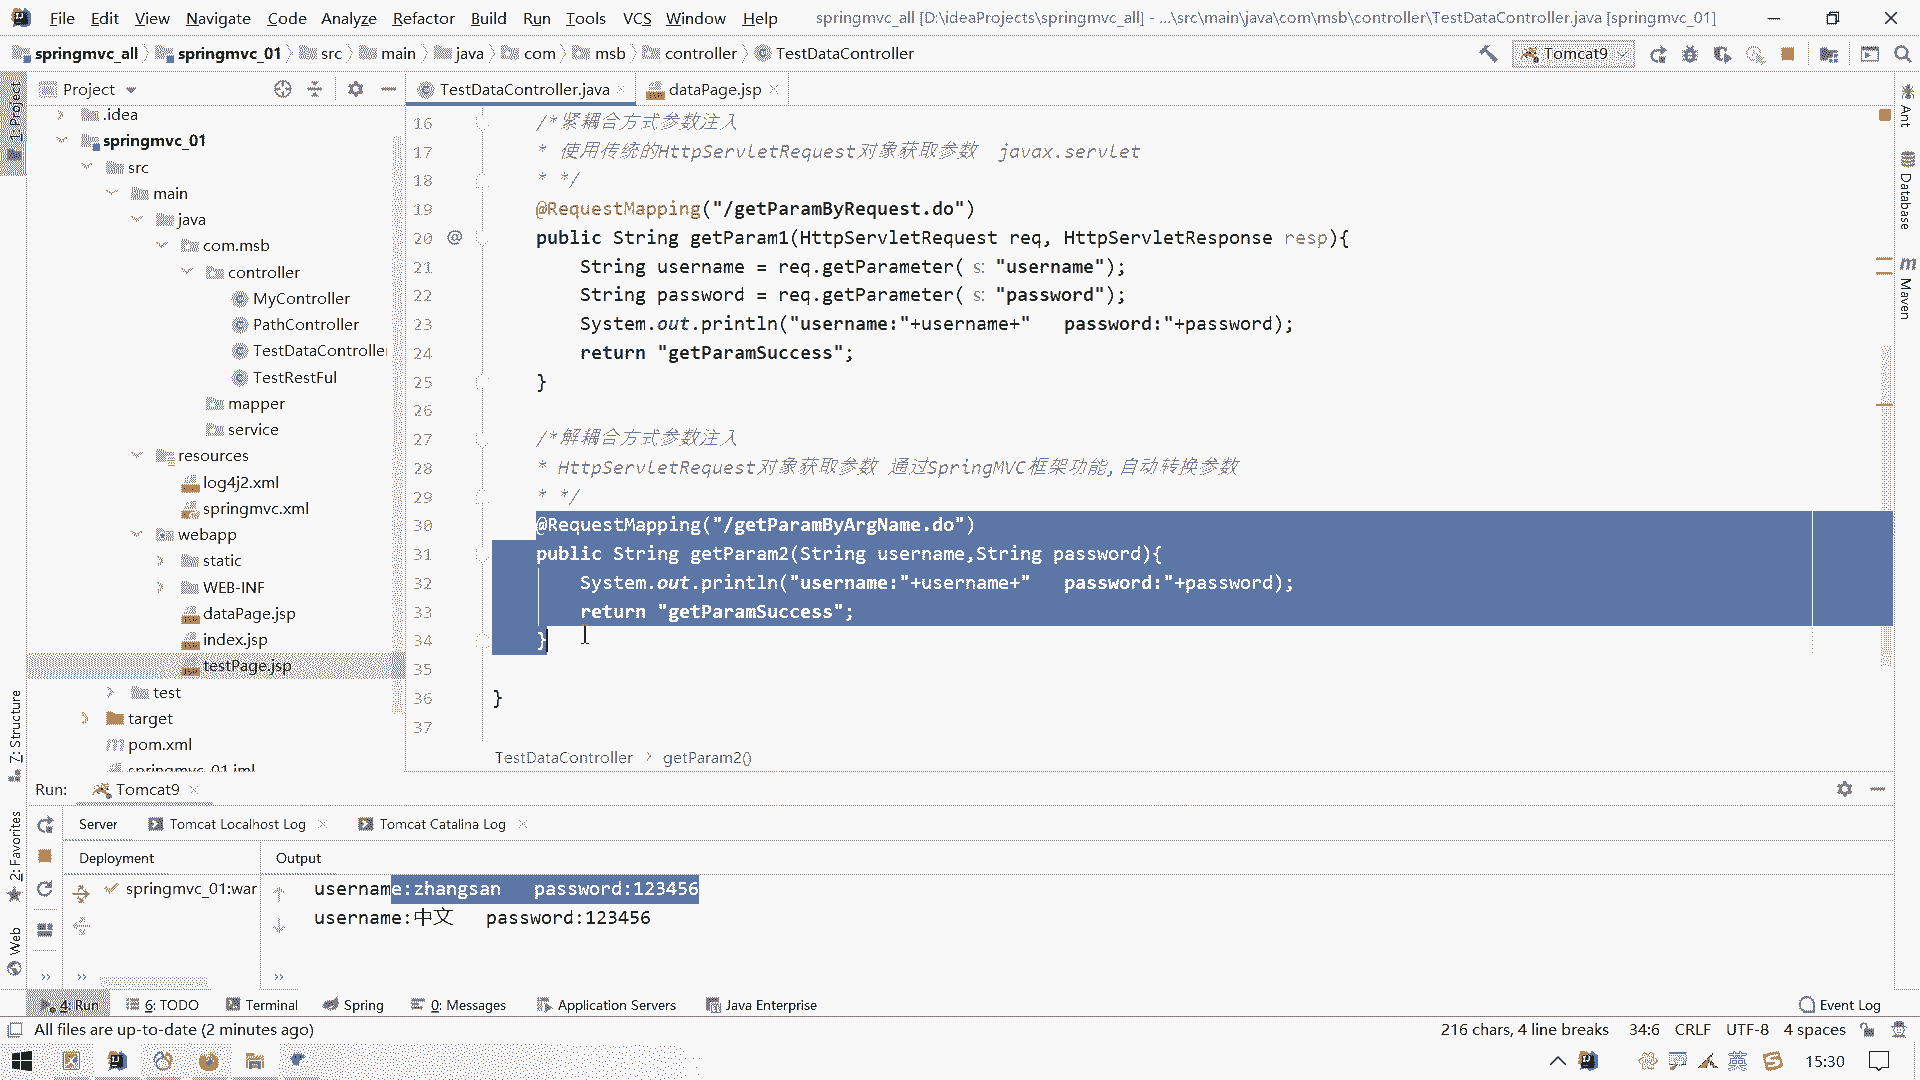 File Edit View Navigate Code Analyze Refactor Build Run Tools VCS Window Help springmvc_all [D:\ideaProjects\springmvc_all] - ...\src\main\java\com\msb\controller\TestDataController.java [springmvc_01]
springmvc_all springmvc_01 src main java com msb controller TestDataController Tomcat9
Project
TestDataController.java dataPage.jsp
.idea
springmvc_01
src
main
java
com.msb
controller
MyController
PathController
TestDataController
TestRestFul
mapper
service
resources
log4j2.xml
springmvc.xml
webapp
static
WEB-INF
dataPage.jsp
index.jsp
testPage.jsp
test
target
pom.xml
springmvc_01.iml
16 /*紧耦合方式参数注入
17 * 使用传统的HttpServletRequest对象获取参数 javax.servlet
18 * */
19 @RequestMapping("/getParamByRequest.do")
20 @ public String getParam1(HttpServletRequest req, HttpServletResponse resp){
21 String username = req.getParameter( s: "username");
22 String password = req.getParameter( s: "password");
23 System.out.println("username:"+username+"   password:"+password);
24 return "getParamSuccess";
25 }
26
27 /*解耦合方式参数注入
28 * HttpServletRequest对象获取参数 通过SpringMVC框架功能,自动转换参数
29 * */
30 @RequestMapping("/getParamByArgName.do")
31 public String getParam2(String username,String password){
32 System.out.println("username:"+username+"   password:"+password);
33 return "getParamSuccess";
34 }
35
36 }
37
TestDataController getParam2()
1: Project
7: Structure
2: Favorites
Web
Ant
Database
Maven
Run: Tomcat9
Server Tomcat Localhost Log Tomcat Catalina Log
Deployment Output
springmvc_01:war
username:zhangsan   password:123456
username:中文   password:123456
4: Run 6: TODO Terminal Spring 0: Messages Application Servers Java Enterprise Event Log
All files are up-to-date (2 minutes ago) 216 chars, 4 line breaks 34:6 CRLF UTF-8 4 spaces
英 15:30